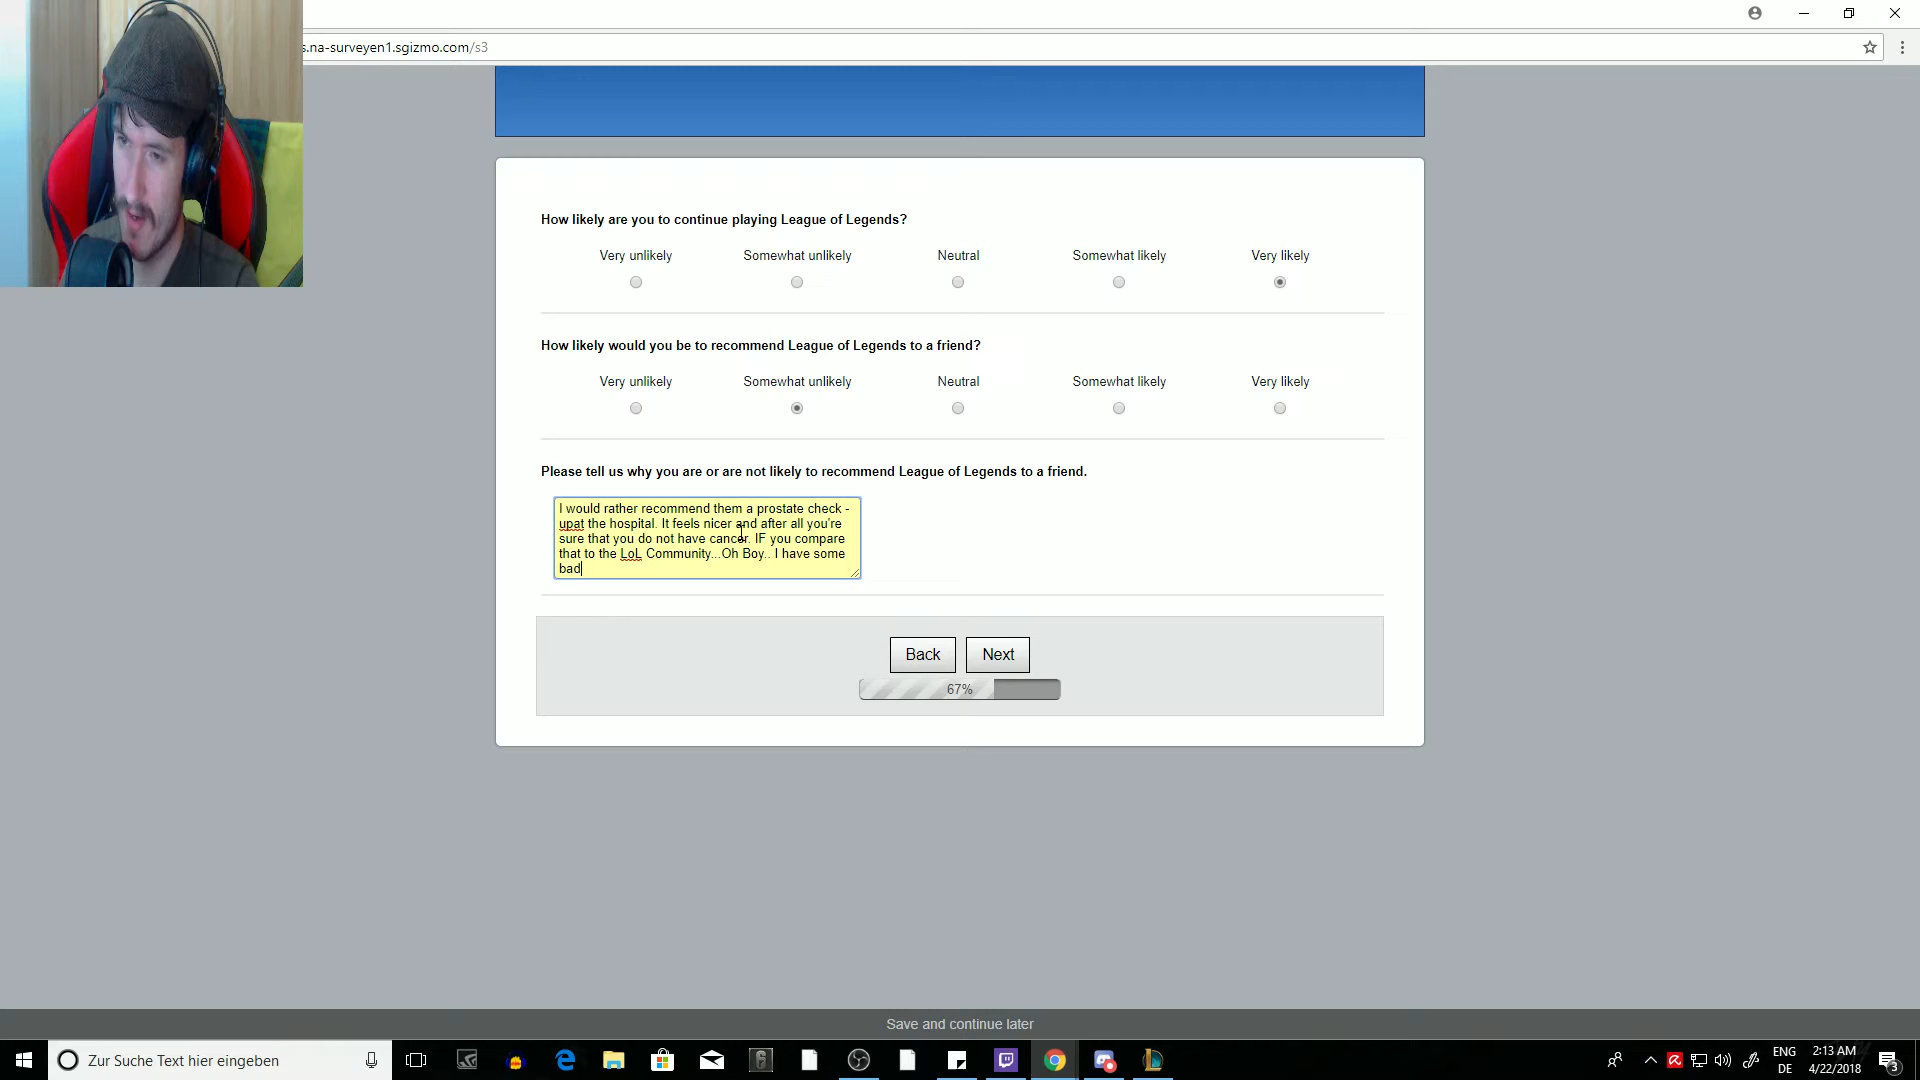 s.na-surveyen1.sgizmo.com/s3
How likely are you to continue playing League of Legends?
Very unlikely Somewhat unlikely Neutral Somewhat likely Very likely
How likely would you be to recommend League of Legends to a friend?
Very unlikely Somewhat unlikely Neutral Somewhat likely Very likely
Please tell us why you are or are not likely to recommend League of Legends to a friend.
I would rather recommend them a prostate check -
upat the hospital. It feels nicer and after all you're
sure that you do not have cancer. IF you compare
that to the LoL Community...Oh Boy.. I have some
bad
Back Next
67%
Save and continue later
Zur Suche Text hier eingeben
ENG
DE
2:13 AM
4/22/2018
3